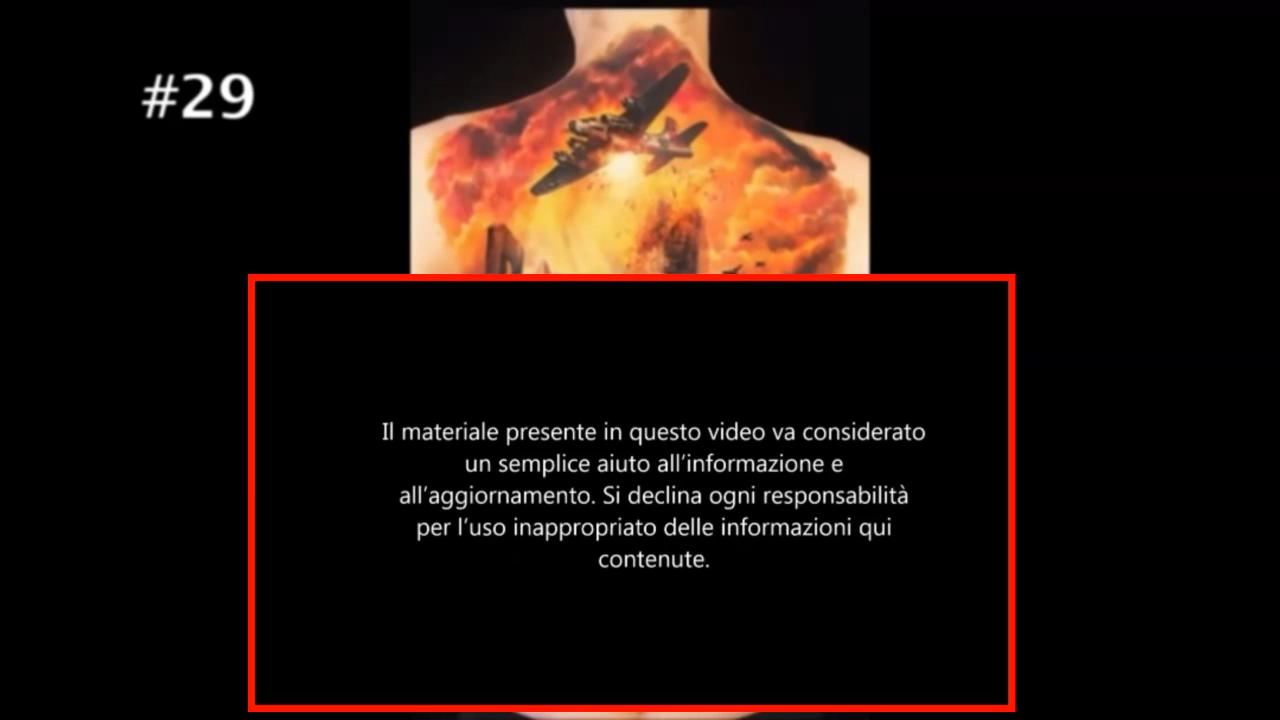 #29
Il materiale presente in questo video va considerato
un semplice aiuto all'informazione e
all'aggiornamento. Si declina ogni responsabilità
per l'uso inappropriato delle informazioni qui
contenute.